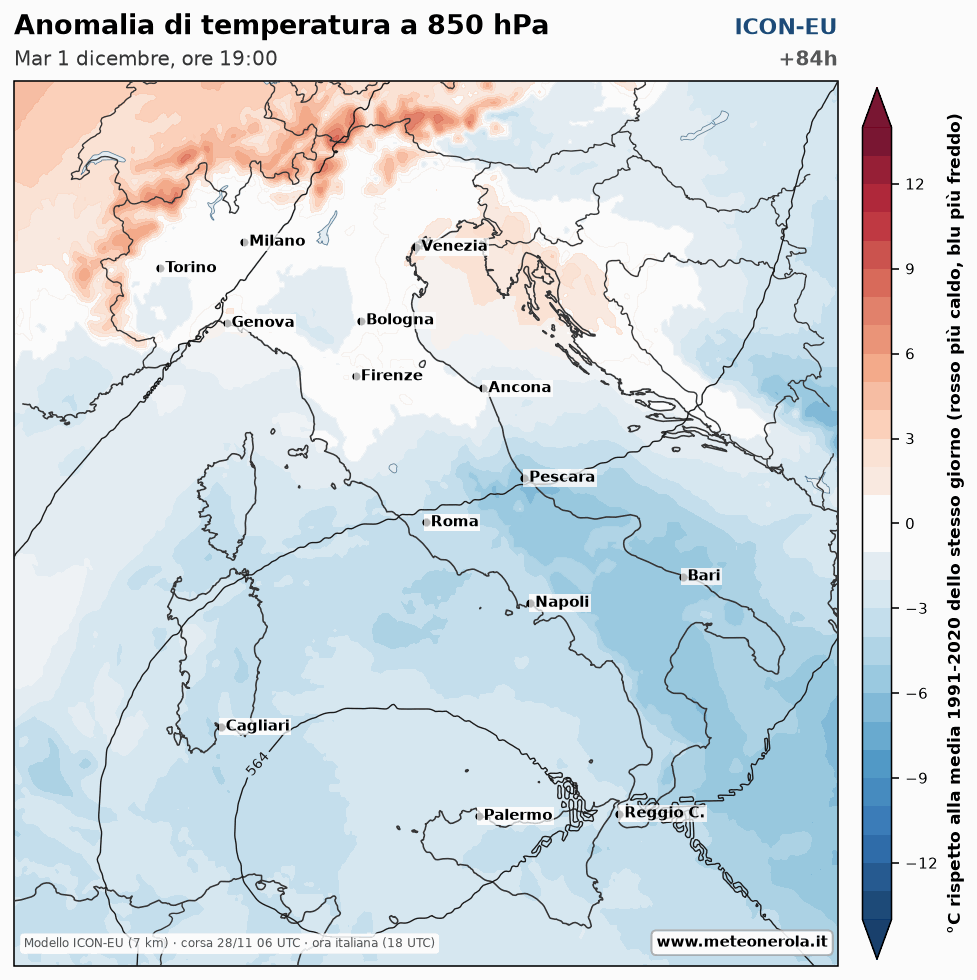 Anomalia di temperatura a 850 hPa
ICON-EU
Mar 1 dicembre, ore 19:00
+84h
Milano
Venezia
Torino
Genova
Bologna
Firenze
Ancona
Pescara
Roma
Bari
Napoli
Cagliari
564
Palermo
Reggio C.
12
9
6
3
0
−3
−6
−9
−12
°C rispetto alla media 1991-2020 dello stesso giorno (rosso più caldo, blu più freddo)
Modello ICON-EU (7 km) · corsa 28/11 06 UTC · ora italiana (18 UTC)
www.meteonerola.it